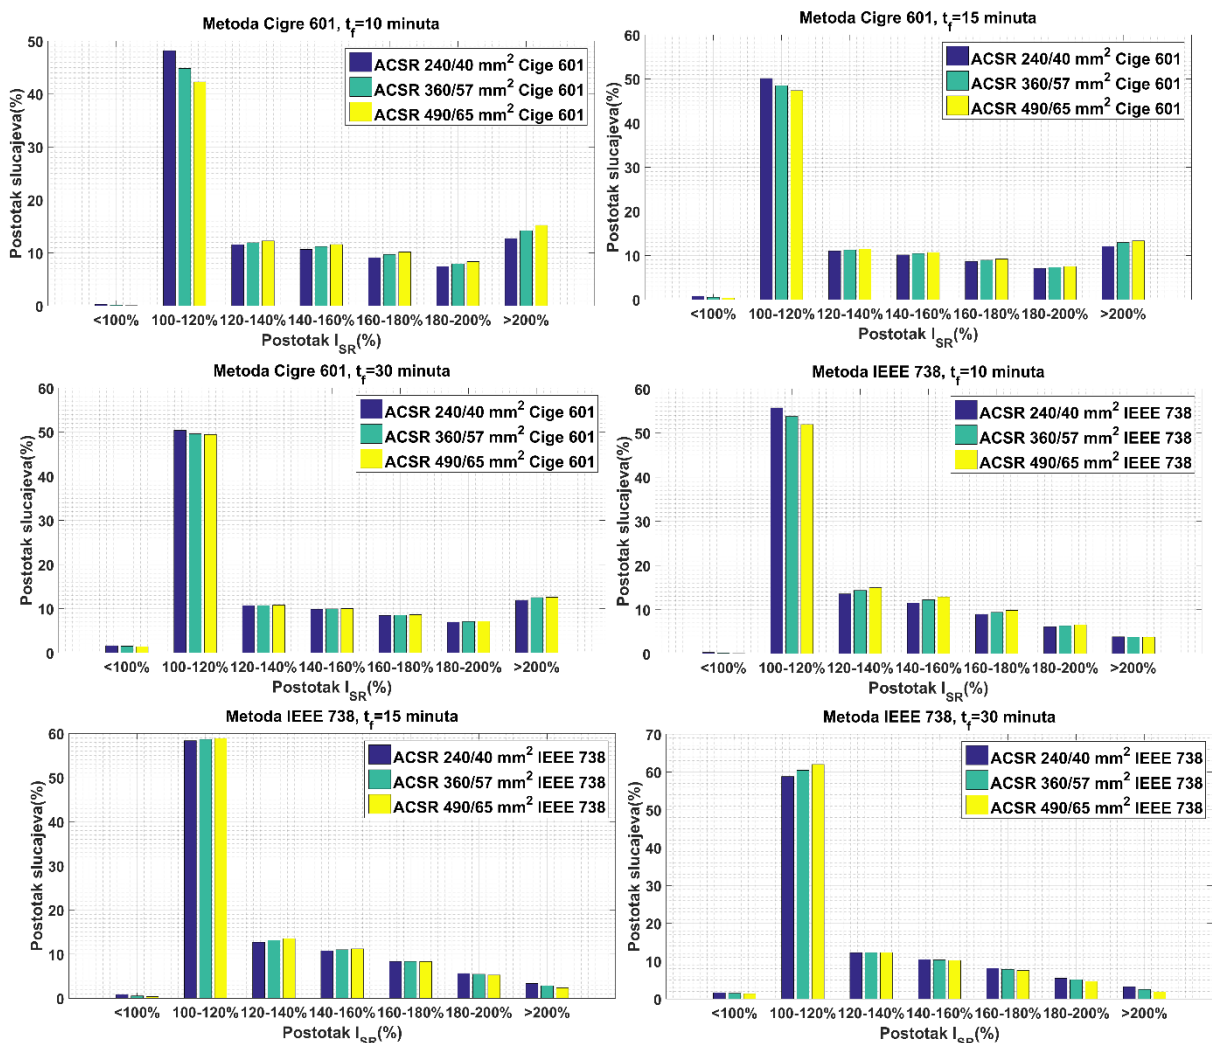 Metoda Cigre 601, t_f=10 minuta
ACSR 240/40 mm² Cige 601
ACSR 360/57 mm² Cige 601
ACSR 490/65 mm² Cige 601
Postotak slucajeva(%)
50
40
30
20
10
0
<100% 100-120% 120-140% 140-160% 160-180% 180-200% >200%
Postotak I_SR(%)
Metoda Cigre 601, t_f=15 minuta
ACSR 240/40 mm² Cige 601
ACSR 360/57 mm² Cige 601
ACSR 490/65 mm² Cige 601
Postotak slucajeva(%)
60
50
40
30
20
10
0
<100% 100-120% 120-140% 140-160% 160-180% 180-200% >200%
Postotak I_SR(%)
Metoda Cigre 601, t_f=30 minuta
ACSR 240/40 mm² Cige 601
ACSR 360/57 mm² Cige 601
ACSR 490/65 mm² Cige 601
Postotak slucajeva(%)
60
50
40
30
20
10
0
<100% 100-120% 120-140% 140-160% 160-180% 180-200% >200%
Postotak I_SR(%)
Metoda IEEE 738, t_f=10 minuta
ACSR 240/40 mm² IEEE 738
ACSR 360/57 mm² IEEE 738
ACSR 490/65 mm² IEEE 738
Postotak slucajeva(%)
60
50
40
30
20
10
0
<100% 100-120% 120-140% 140-160% 160-180% 180-200% >200%
Postotak I_SR(%)
Metoda IEEE 738, t_f=15 minuta
ACSR 240/40 mm² IEEE 738
ACSR 360/57 mm² IEEE 738
ACSR 490/65 mm² IEEE 738
Postotak slucajeva(%)
60
50
40
30
20
10
0
<100% 100-120% 120-140% 140-160% 160-180% 180-200% >200%
Postotak I_SR(%)
Metoda IEEE 738, t_f=30 minuta
ACSR 240/40 mm² IEEE 738
ACSR 360/57 mm² IEEE 738
ACSR 490/65 mm² IEEE 738
Postotak slucajeva(%)
70
60
50
40
30
20
10
0
<100% 100-120% 120-140% 140-160% 160-180% 180-200% >200%
Postotak I_SR(%)